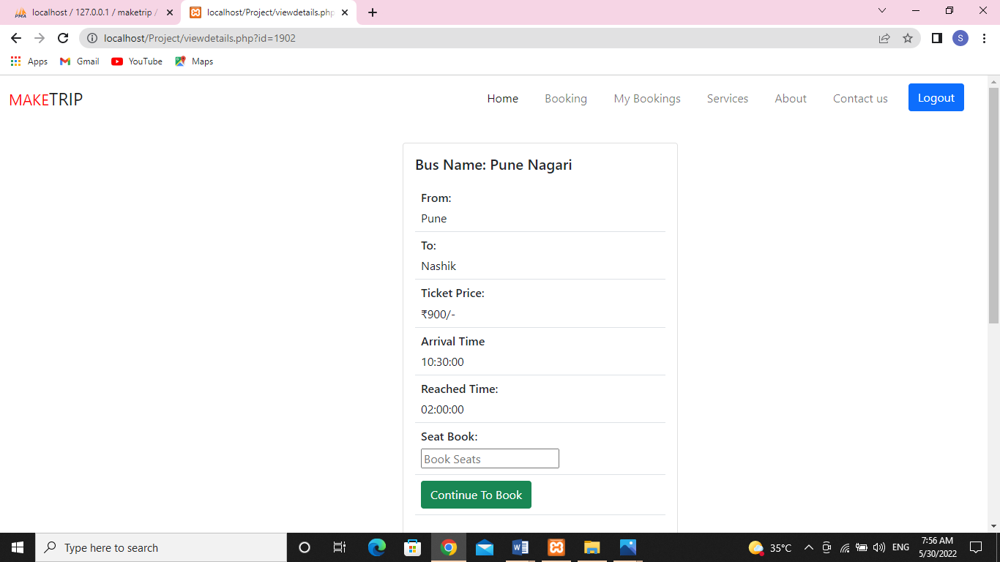 localhost / 127.0.0.1 / maketrip /
localhost/Project/viewdetails.php
localhost/Project/viewdetails.php?id=1902
S
Apps Gmail YouTube Maps
MAKETRIP Home Booking My Bookings Services About Contact us Logout
Bus Name: Pune Nagari
From:
Pune
To:
Nashik
Ticket Price:
₹900/-
Arrival Time
10:30:00
Reached Time:
02:00:00
Seat Book:
Book Seats
Continue To Book
Type here to search
35°C
ENG
7:56 AM
5/30/2022